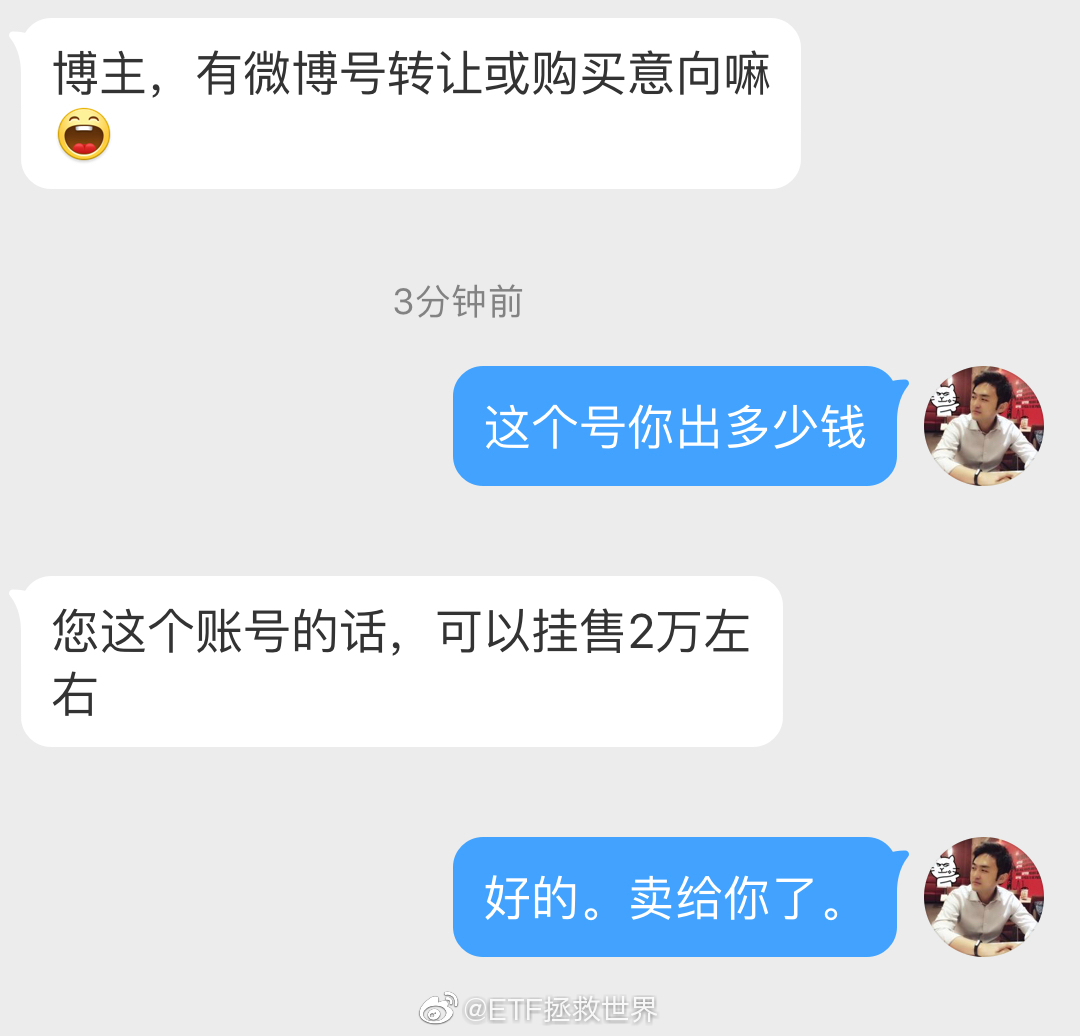 博主，有微博号转让或购买意向嘛
3分钟前
这个号你出多少钱
您这个账号的话，可以挂售2万左
右
好的。卖给你了。
@ETF拯救世界